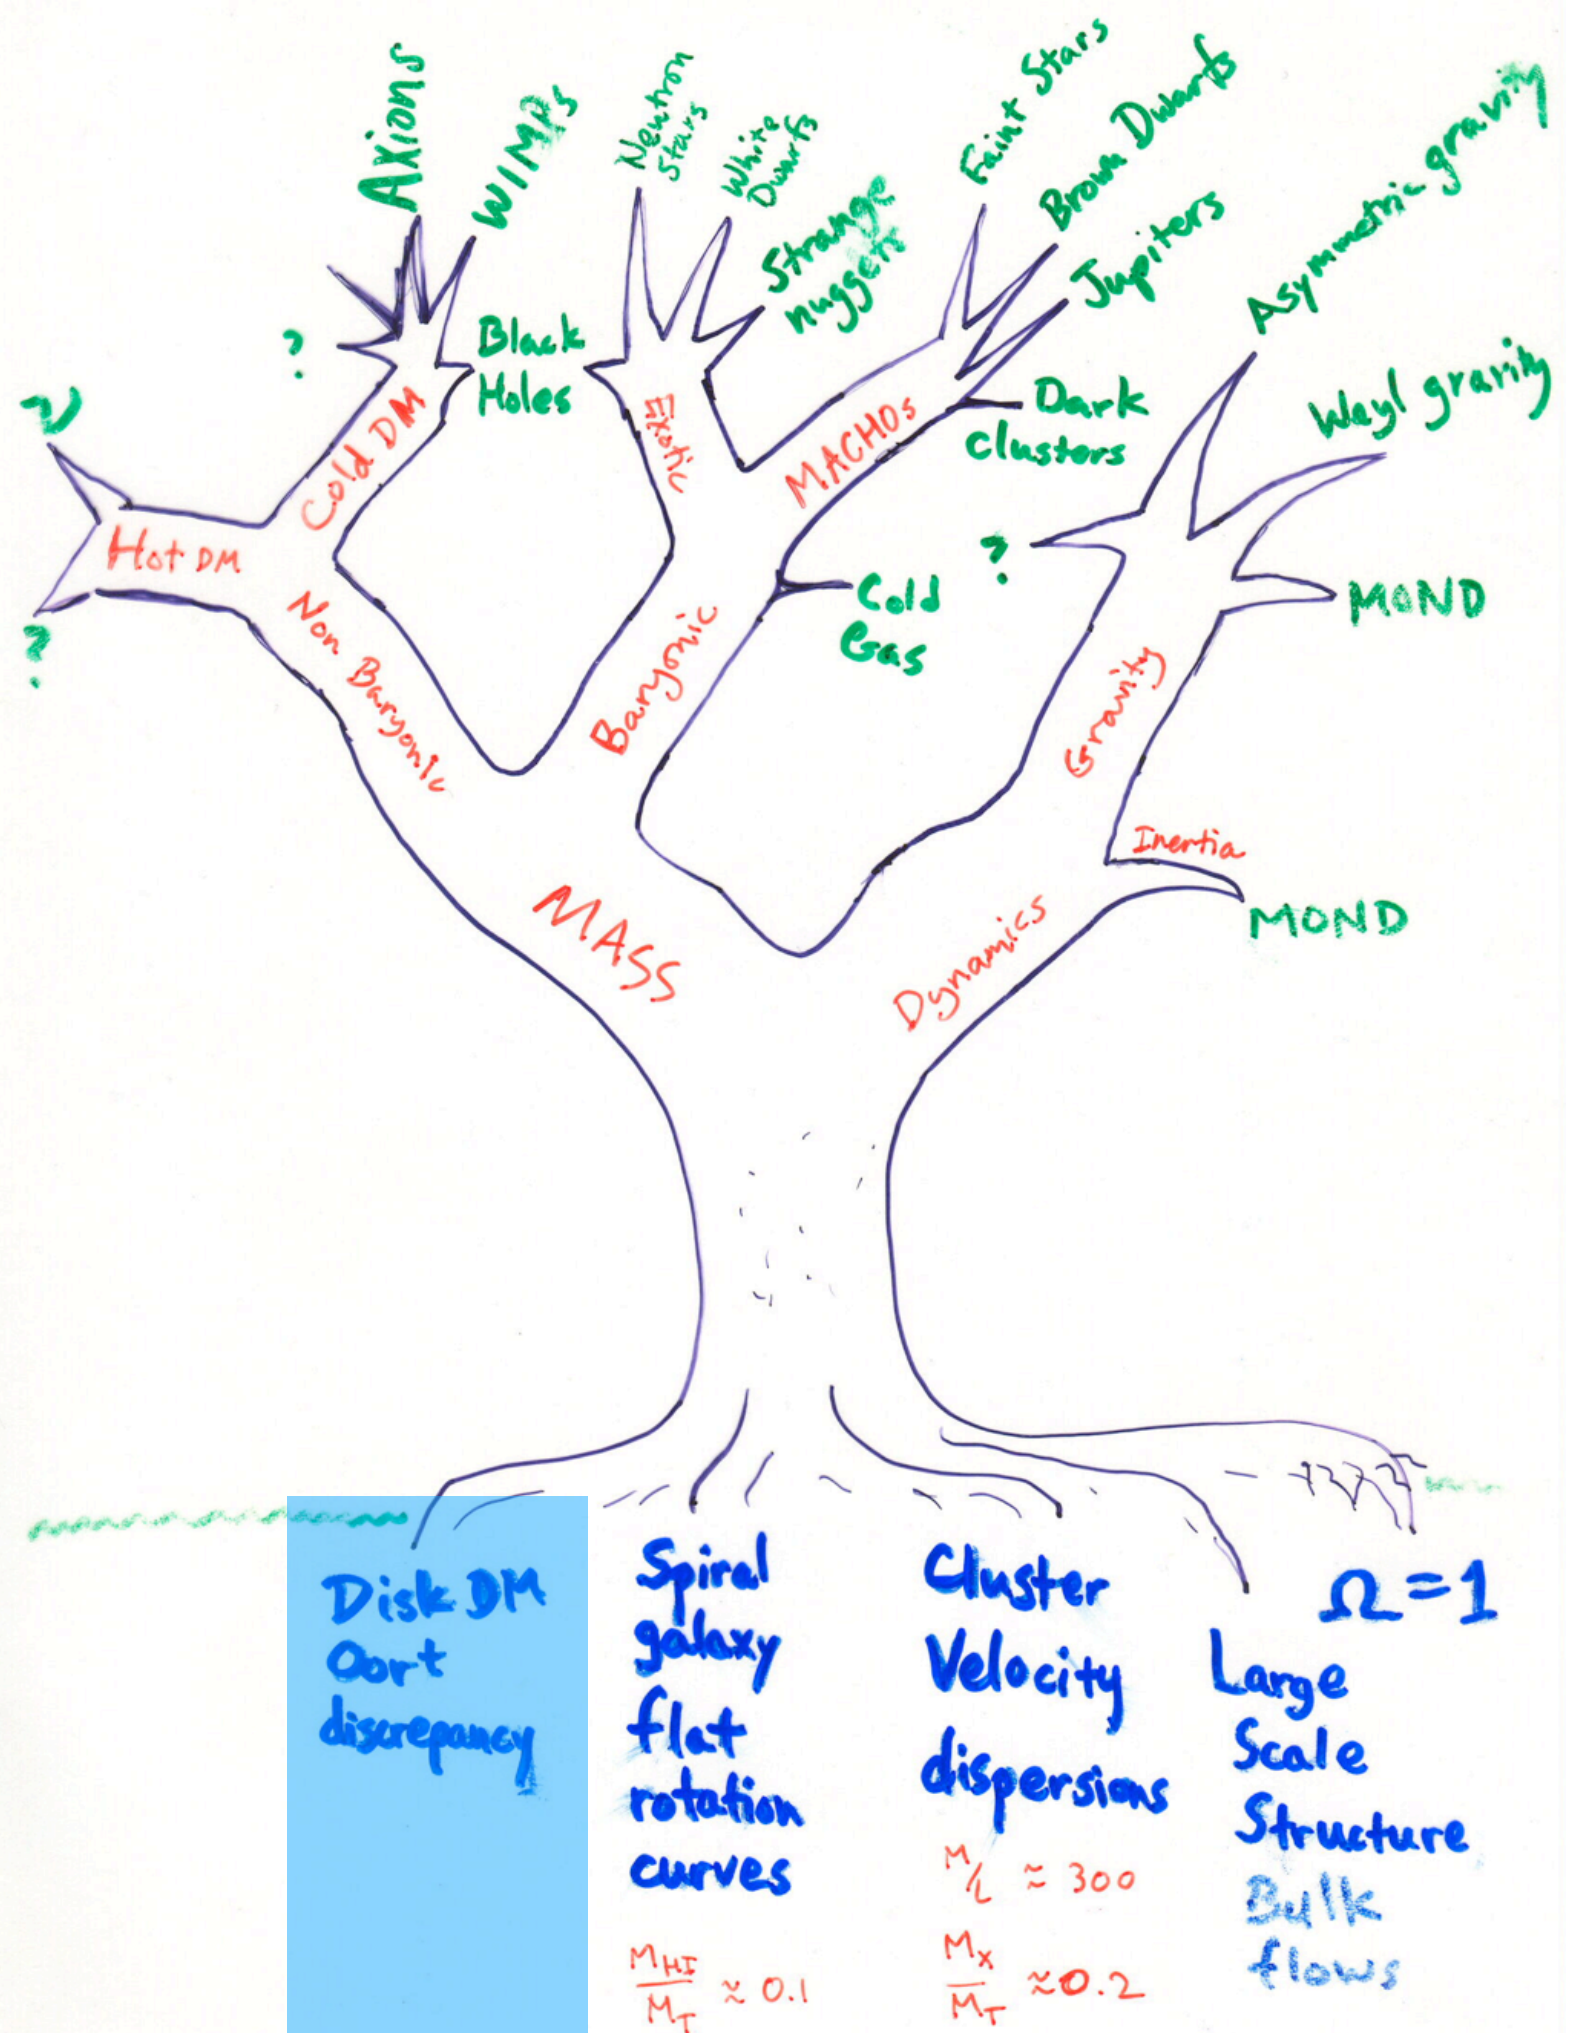 Axions
WIMPs
Neutron
Stars
White
Dwarfs
Strange
nuggets
Faint Stars
Brown Dwarfs
Jupiters
Asymmetric gravity
Weyl gravity
?
Black
Holes
Dark
clusters
ν
Cold DM
Exotic
MACHOs
Hot DM
?
?
Cold
Gas
MOND
Non Baryonic
Baryonic
Gravity
Inertia
MOND
MASS
Dynamics
Disk DM
Oort
discrepancy
Spiral
galaxy
flat
rotation
curves
M_HI/M_T ≈ 0.1
Cluster
Velocity
dispersions
M/L ≈ 300
M_X/M_T ≈ 0.2
Ω = 1
Large
Scale
Structure
Bulk
flows